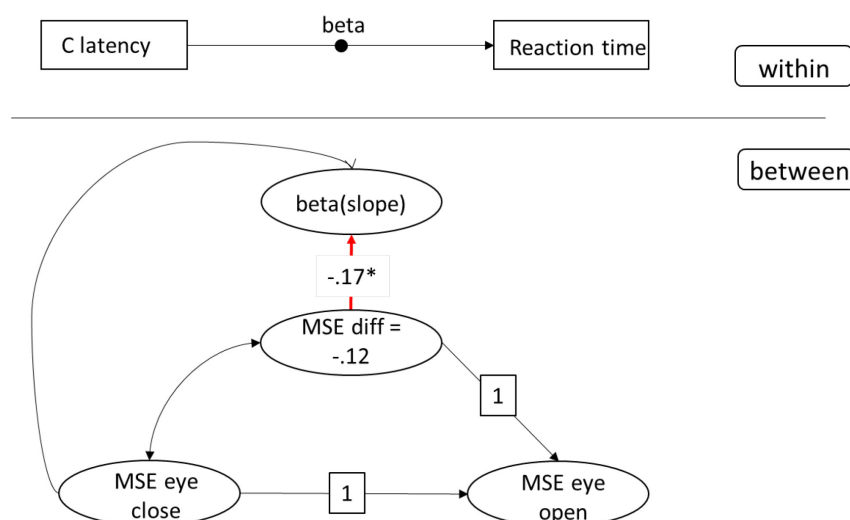 beta
C latency
Reaction time
within
between
beta(slope)
-.17*
MSE diff =
-.12
1
MSE eye
close
1
MSE eye
open